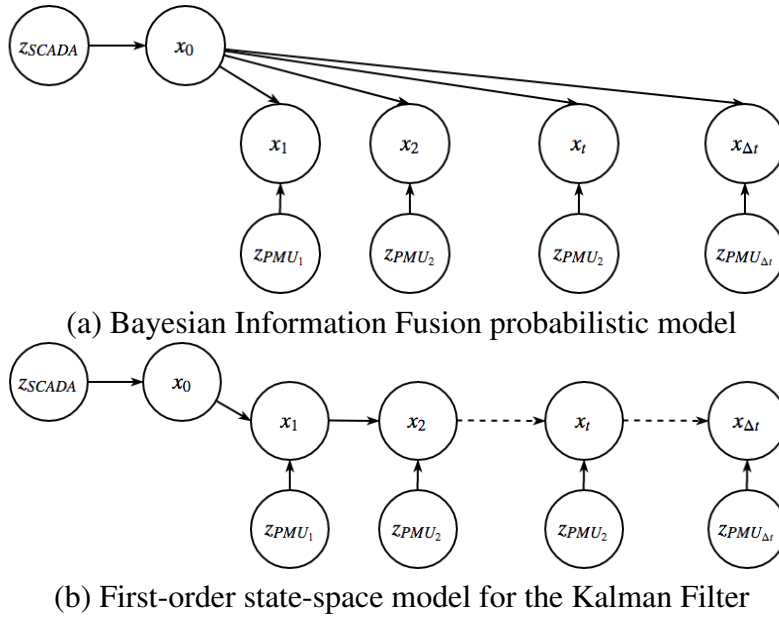 z_SCADA x_0
x_1 x_2 x_t x_Δt
z_PMU_1 z_PMU_2 z_PMU_2 z_PMU_Δt
(a) Bayesian Information Fusion probabilistic model
z_SCADA x_0
x_1 x_2 x_t x_Δt
z_PMU_1 z_PMU_2 z_PMU_2 z_PMU_Δt
(b) First-order state-space model for the Kalman Filter